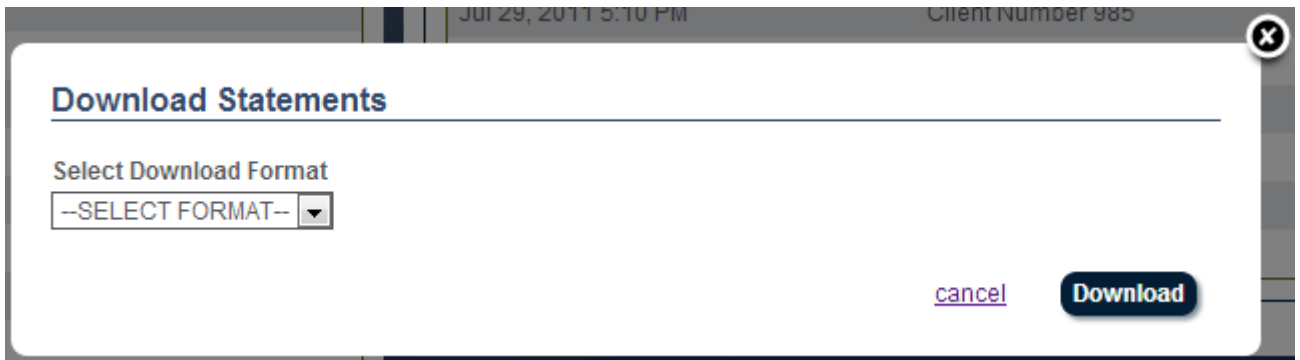 Jul 29, 2011 5:10 PM Client Number 985
Download Statements
Select Download Format
--SELECT FORMAT--
cancel Download